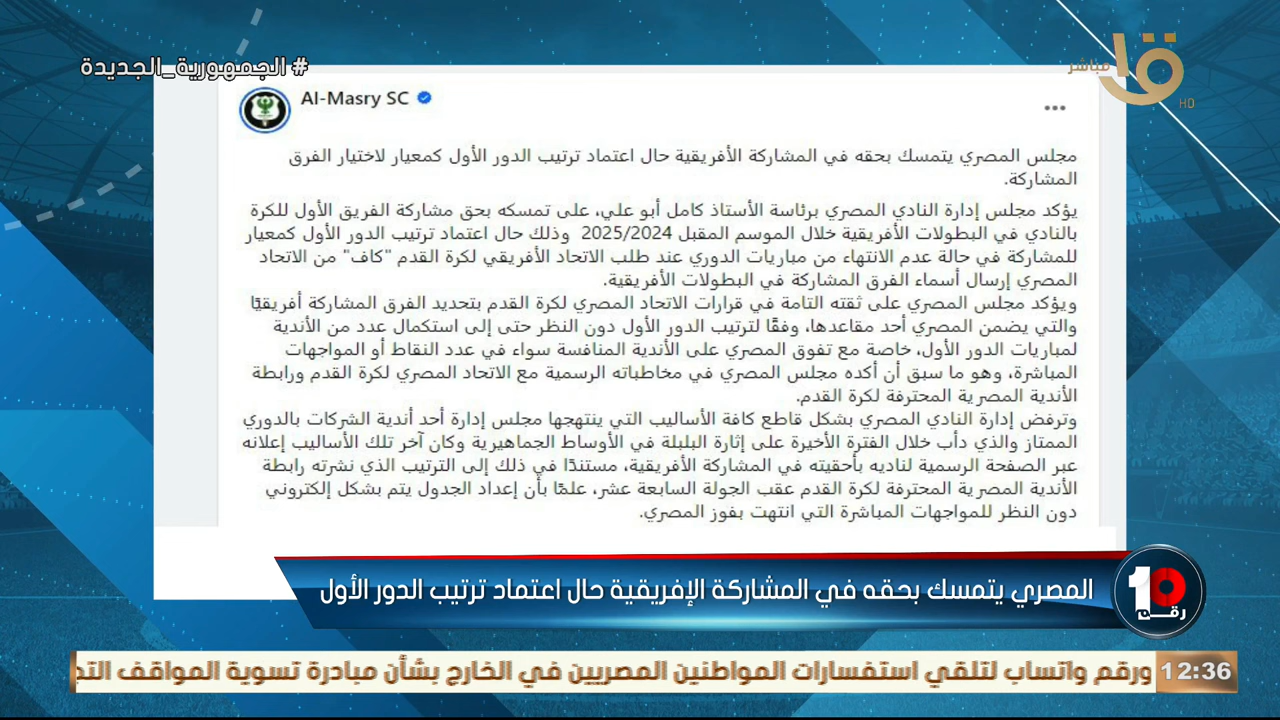 #الجمهورية_الجديدة
مباشر
HD
Al-Masry SC
مجلس المصري يتمسك بحقه في المشاركة الأفريقية حال اعتماد ترتيب الدور الأول كمعيار لاختيار الفرق
المشاركة.
يؤكد مجلس إدارة النادي المصري برئاسة الأستاذ كامل أبو علي، على تمسكه بحق مشاركة الفريق الأول للكرة
بالنادي في البطولات الأفريقية خلال الموسم المقبل 2025/2024 وذلك حال اعتماد ترتيب الدور الأول كمعيار
للمشاركة في حالة عدم الانتهاء من مباريات الدوري عند طلب الاتحاد الأفريقي لكرة القدم "كاف" من الاتحاد
المصري إرسال أسماء الفرق المشاركة في البطولات الأفريقية.
ويؤكد مجلس المصري على ثقته التامة في قرارات الاتحاد المصري لكرة القدم بتحديد الفرق المشاركة أفريقيًا
والتي يضمن المصري أحد مقاعدها، وفقًا لترتيب الدور الأول دون النظر حتى إلى استكمال عدد من الأندية
لمباريات الدور الأول، خاصة مع تفوق المصري على الأندية المنافسة سواء في عدد النقاط أو المواجهات
المباشرة، وهو ما سبق أن أكده مجلس المصري في مخاطباته الرسمية مع الاتحاد المصري لكرة القدم ورابطة
الأندية المصرية المحترفة لكرة القدم.
وترفض إدارة النادي المصري بشكل قاطع كافة الأساليب التي ينتهجها مجلس إدارة أحد أندية الشركات بالدوري
الممتاز والذي دأب خلال الفترة الأخيرة على إثارة البلبلة في الأوساط الجماهيرية وكان آخر تلك الأساليب إعلانه
عبر الصفحة الرسمية لناديه بأحقيته في المشاركة الأفريقية، مستندًا في ذلك إلى الترتيب الذي نشرته رابطة
الأندية المصرية المحترفة لكرة القدم عقب الجولة السابعة عشر، علمًا بأن إعداد الجدول يتم بشكل إلكتروني
دون النظر للمواجهات المباشرة التي انتهت بفوز المصري.
المصري يتمسك بحقه في المشاركة الإفريقية حال اعتماد ترتيب الدور الأول
رقم 10
12:36 ورقم واتساب لتلقي استفسارات المواطنين المصريين في الخارج بشأن مبادرة تسوية المواقف